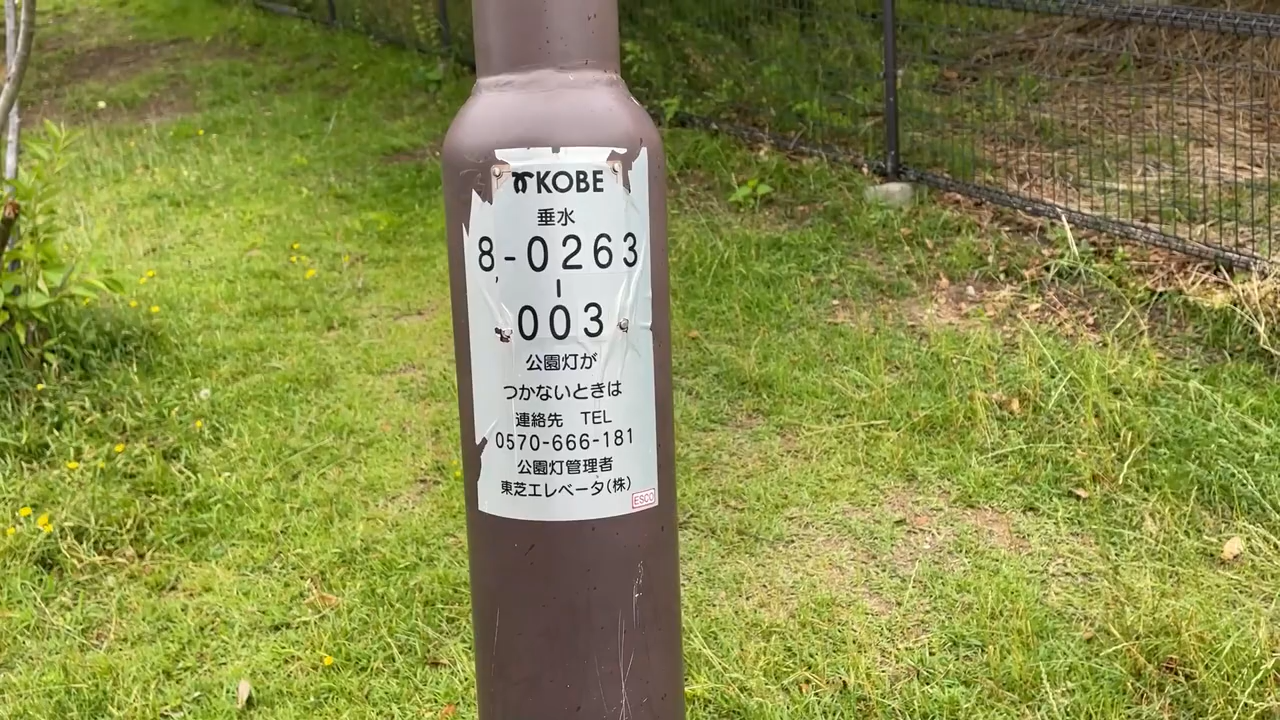 KOBE
垂水
8-0263
-
003
公園灯が
つかないときは
連絡先 TEL
0570-666-181
公園灯管理者
東芝エレベータ(株)
ESCO